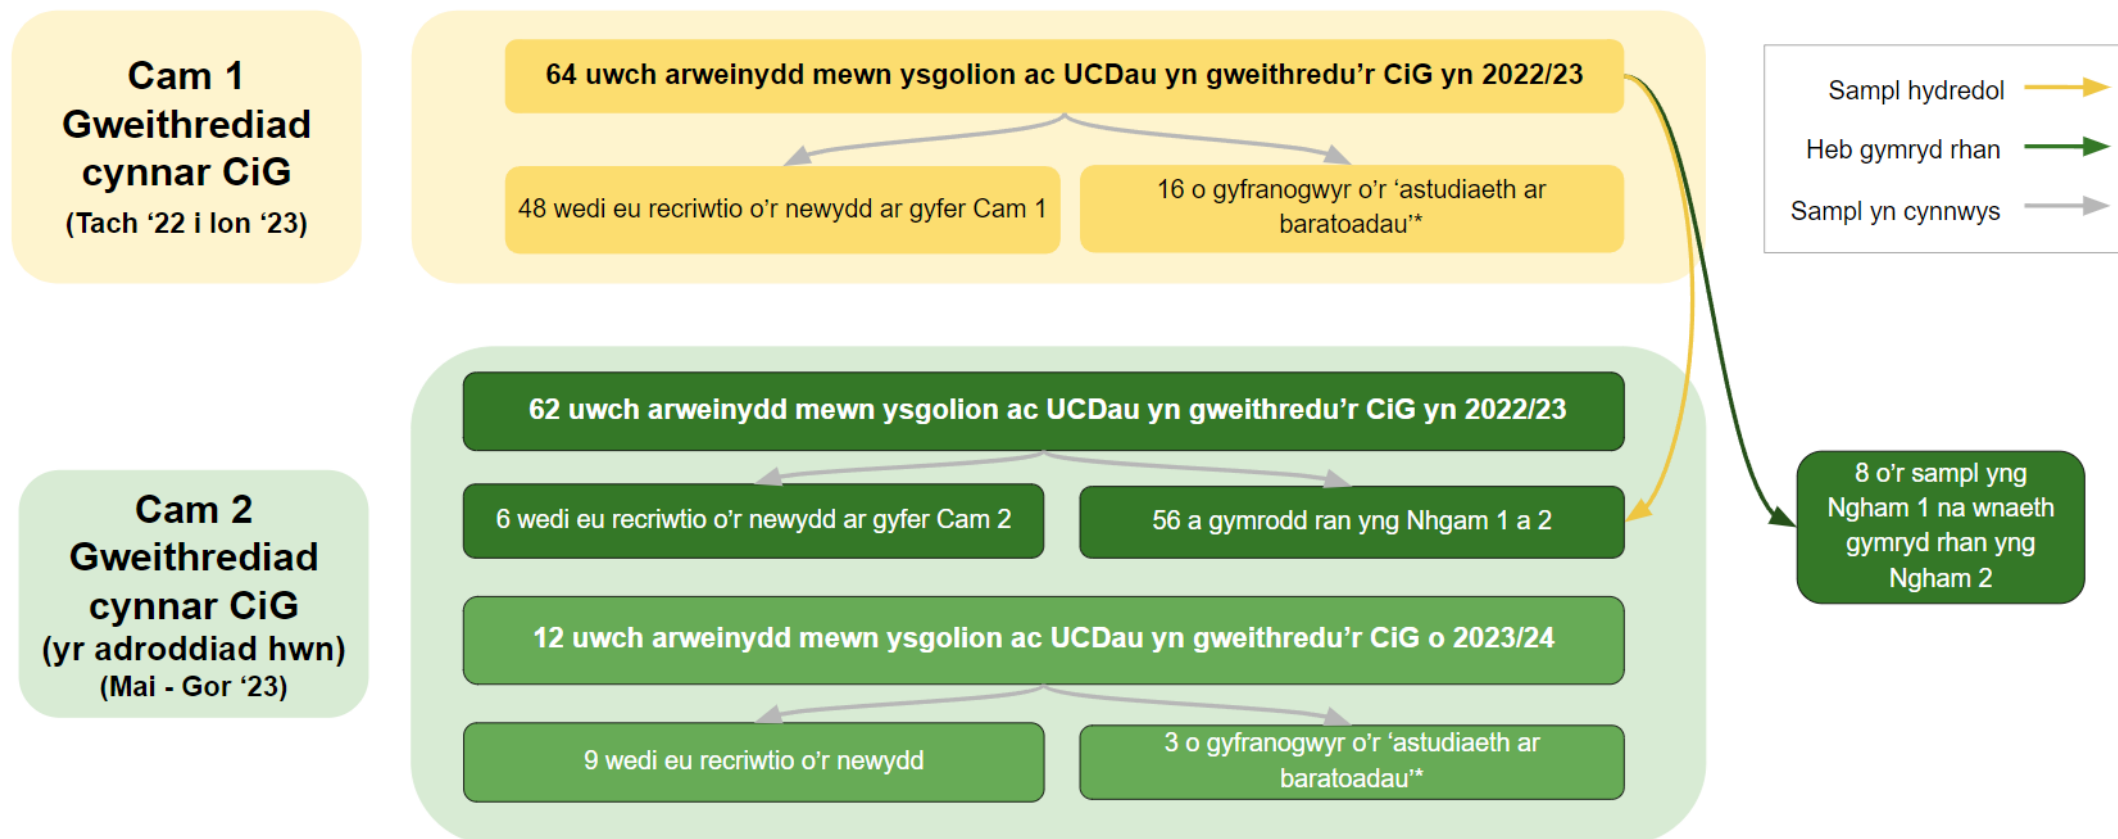 Cam 1
Gweithrediad
cynnar CiG
(Tach ‘22 i Ion ‘23)
64 uwch arweinydd mewn ysgolion ac UCDau yn gweithredu’r CiG yn 2022/23
48 wedi eu recriwtio o’r newydd ar gyfer Cam 1
16 o gyfranogwyr o’r ‘astudiaeth ar
baratoadau’*
Sampl hydredol
Heb gymryd rhan
Sampl yn cynnwys
Cam 2
Gweithrediad
cynnar CiG
(yr adroddiad hwn)
(Mai - Gor ‘23)
62 uwch arweinydd mewn ysgolion ac UCDau yn gweithredu’r CiG yn 2022/23
6 wedi eu recriwtio o’r newydd ar gyfer Cam 2
56 a gymrodd ran yng Nhgam 1 a 2
12 uwch arweinydd mewn ysgolion ac UCDau yn gweithredu’r CiG o 2023/24
9 wedi eu recriwtio o’r newydd
3 o gyfranogwyr o’r ‘astudiaeth ar
baratoadau’*
8 o’r sampl yng
Ngham 1 na wnaeth
gymryd rhan yng
Ngham 2